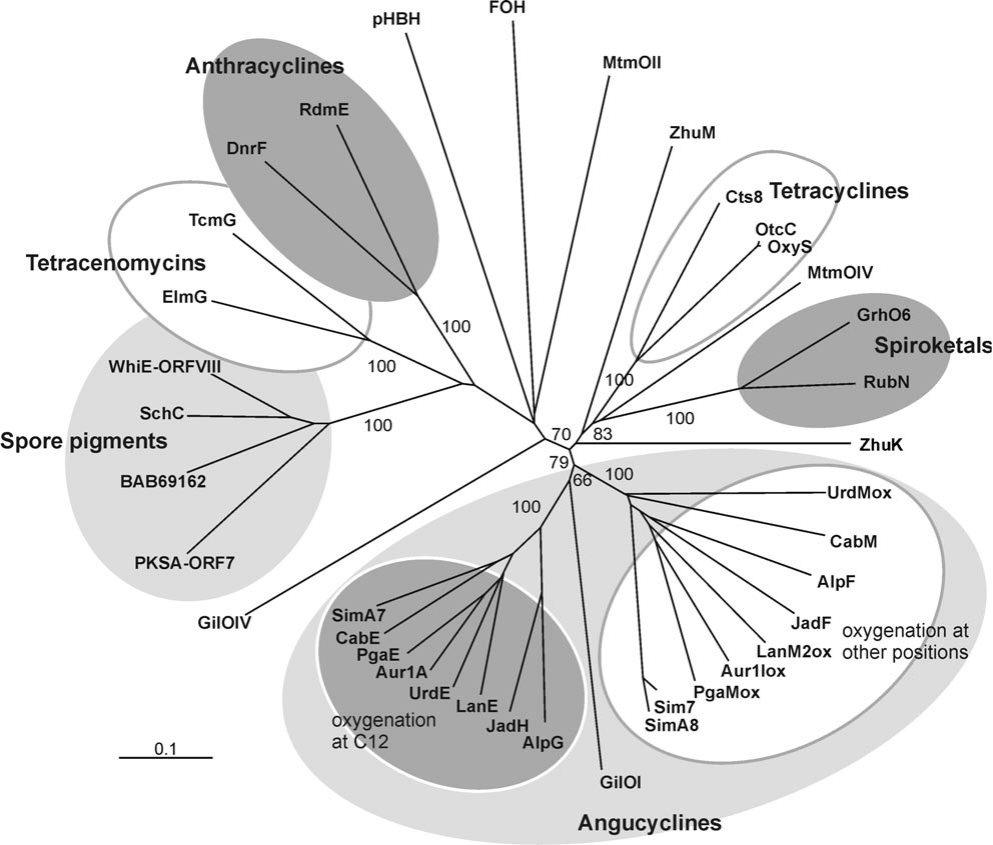 FOH
pHBH
MtmOII
Anthracyclines
RdmE
ZhuM
DnrF
Cts8
Tetracyclines
TcmG
OtcC
OxyS
Tetracenomycins
MtmOIV
ElmG
GrhO6
100
Spiroketals
WhiE-ORFVIII
100
100
RubN
SchC
100
100
Spore pigments
70
83
ZhuK
BAB69162
79
66
100
UrdMox
100
CabM
PKSA-ORF7
AlpF
GilOIV
SimA7
JadF
CabE
oxygenation at
other positions
PgaE
LanM2ox
Aur1A
Aur1Iox
UrdE
PgaMox
LanE
Sim7
oxygenation
at C12
JadH
SimA8
AlpG
0.1
GilOI
Angucyclines